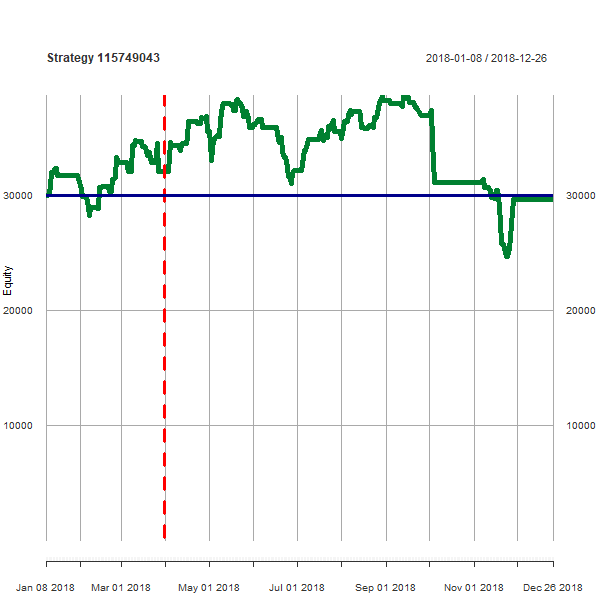 Strategy 115749043
2018-01-08 / 2018-12-26
30000
30000
Equity
20000
20000
10000
10000
Jan 08 2018
Mar 01 2018
May 01 2018
Jul 01 2018
Sep 01 2018
Nov 01 2018
Dec 26 2018